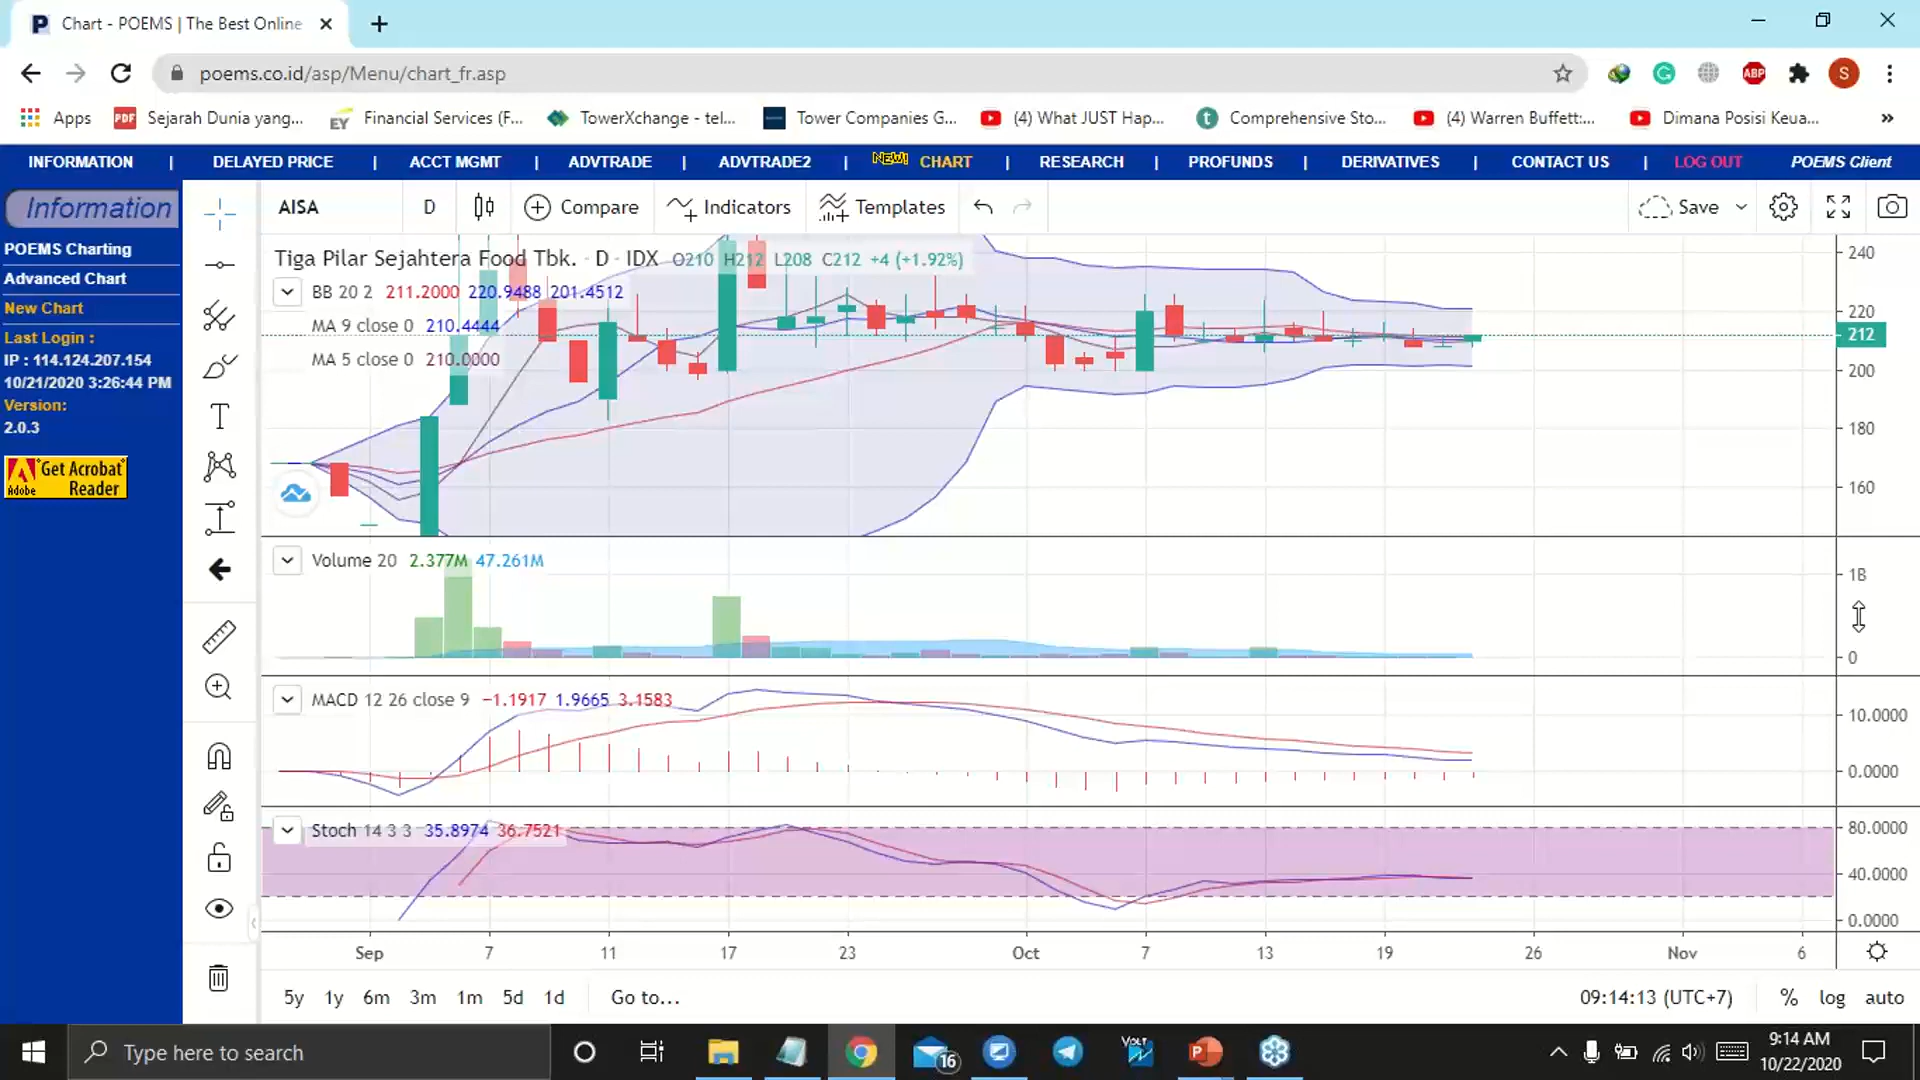 Chart - POEMS | The Best Online
poems.co.id/asp/Menu/chart_fr.asp
ABP
S
Apps
PDF Sejarah Dunia yang...
EY Financial Services (F...
TowerXchange - tel...
Tower Companies G...
(4) What JUST Hap...
t Comprehensive Sto...
(4) Warren Buffett:...
Dimana Posisi Keua...
»
INFORMATION | DELAYED PRICE | ACCT MGMT | ADVTRADE | ADVTRADE2 | NEW! CHART | RESEARCH | PROFUNDS | DERIVATIVES | CONTACT US | LOG OUT POEMS Client
Information
POEMS Charting
Advanced Chart
New Chart
Last Login :
IP : 114.124.207.154
10/21/2020 3:26:44 PM
Version:
2.0.3
Get Acrobat
Adobe Reader
AISA D Compare Indicators Templates Save
Tiga Pilar Sejahtera Food Tbk. · D · IDX O210 H212 L208 C212 +4 (+1.92%)
BB 20 2 211.2000 220.9488 201.4512
MA 9 close 0 210.4444
MA 5 close 0 210.0000
240
220
212
200
180
160
Volume 20 2.377M 47.261M
1B
0
MACD 12 26 close 9 −1.1917 1.9665 3.1583
10.0000
0.0000
Stoch 14 3 3 35.8974 36.7521
80.0000
40.0000
0.0000
Sep 7 11 17 23 Oct 7 13 19 26 Nov 6
5y 1y 6m 3m 1m 5d 1d Go to... 09:14:13 (UTC+7) % log auto
Type here to search
16
VOLT
P
9:14 AM
10/22/2020